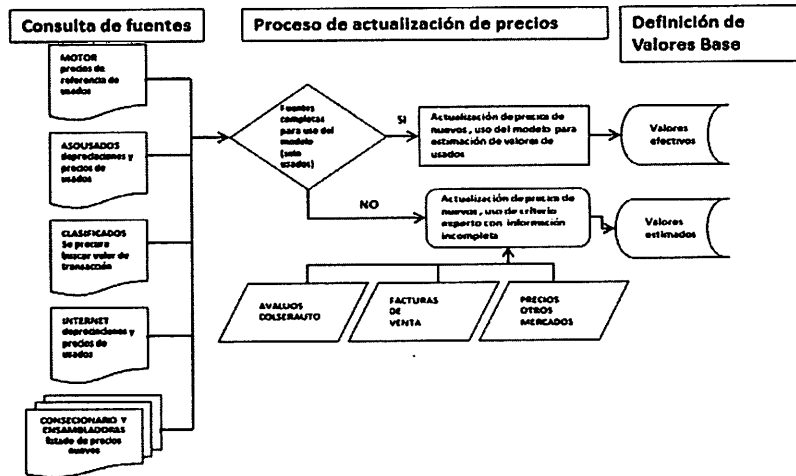 Consulta de fuentes
Proceso de actualización de precios
Definición de
Valores Base
MOTOR
precios de
referencia de
usados
ASOUSADOS
depreciaciones y
precios de
usados
CLASIFICADOS
Se procura
buscar valor de
transacción
INTERNET
depreciaciones y
precios de
usados
CONSECIONARIO Y
ENSAMBLADORAS
listado de precios
nuevos
Fuentes
completas
para uso del
modelo
(solo
usados)
SI
NO
Actualización de precios de
nuevos, uso del modelo para
estimación de valores de
usados
Actualización de precios de
nuevos, uso de criterio
experto con información
incompleta
AVALUOS
COLSERAUTO
FACTURAS
DE
VENTA
PRECIOS
OTROS
MERCADOS
Valores
efectivos
Valores
estimados